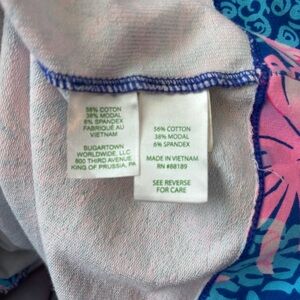 56% COTTON
38% MODAL
6% SPANDEX
FABRIQUÉ AU
VIETNAM
SUGARTOWN
WORLDWIDE, LLC
800 THIRD AVENUE
KING OF PRUSSIA, PA
56% COTTON
38% MODAL
6% SPANDEX
MADE IN VIETNAM
RN #88189
SEE REVERSE
FOR CARE